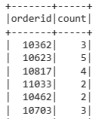 +-------+-----+
|orderid|count|
+-------+-----+
|  10362|    3|
|  10623|    5|
|  10817|    4|
|  11033|    2|
|  10462|    2|
|  10703|    3|